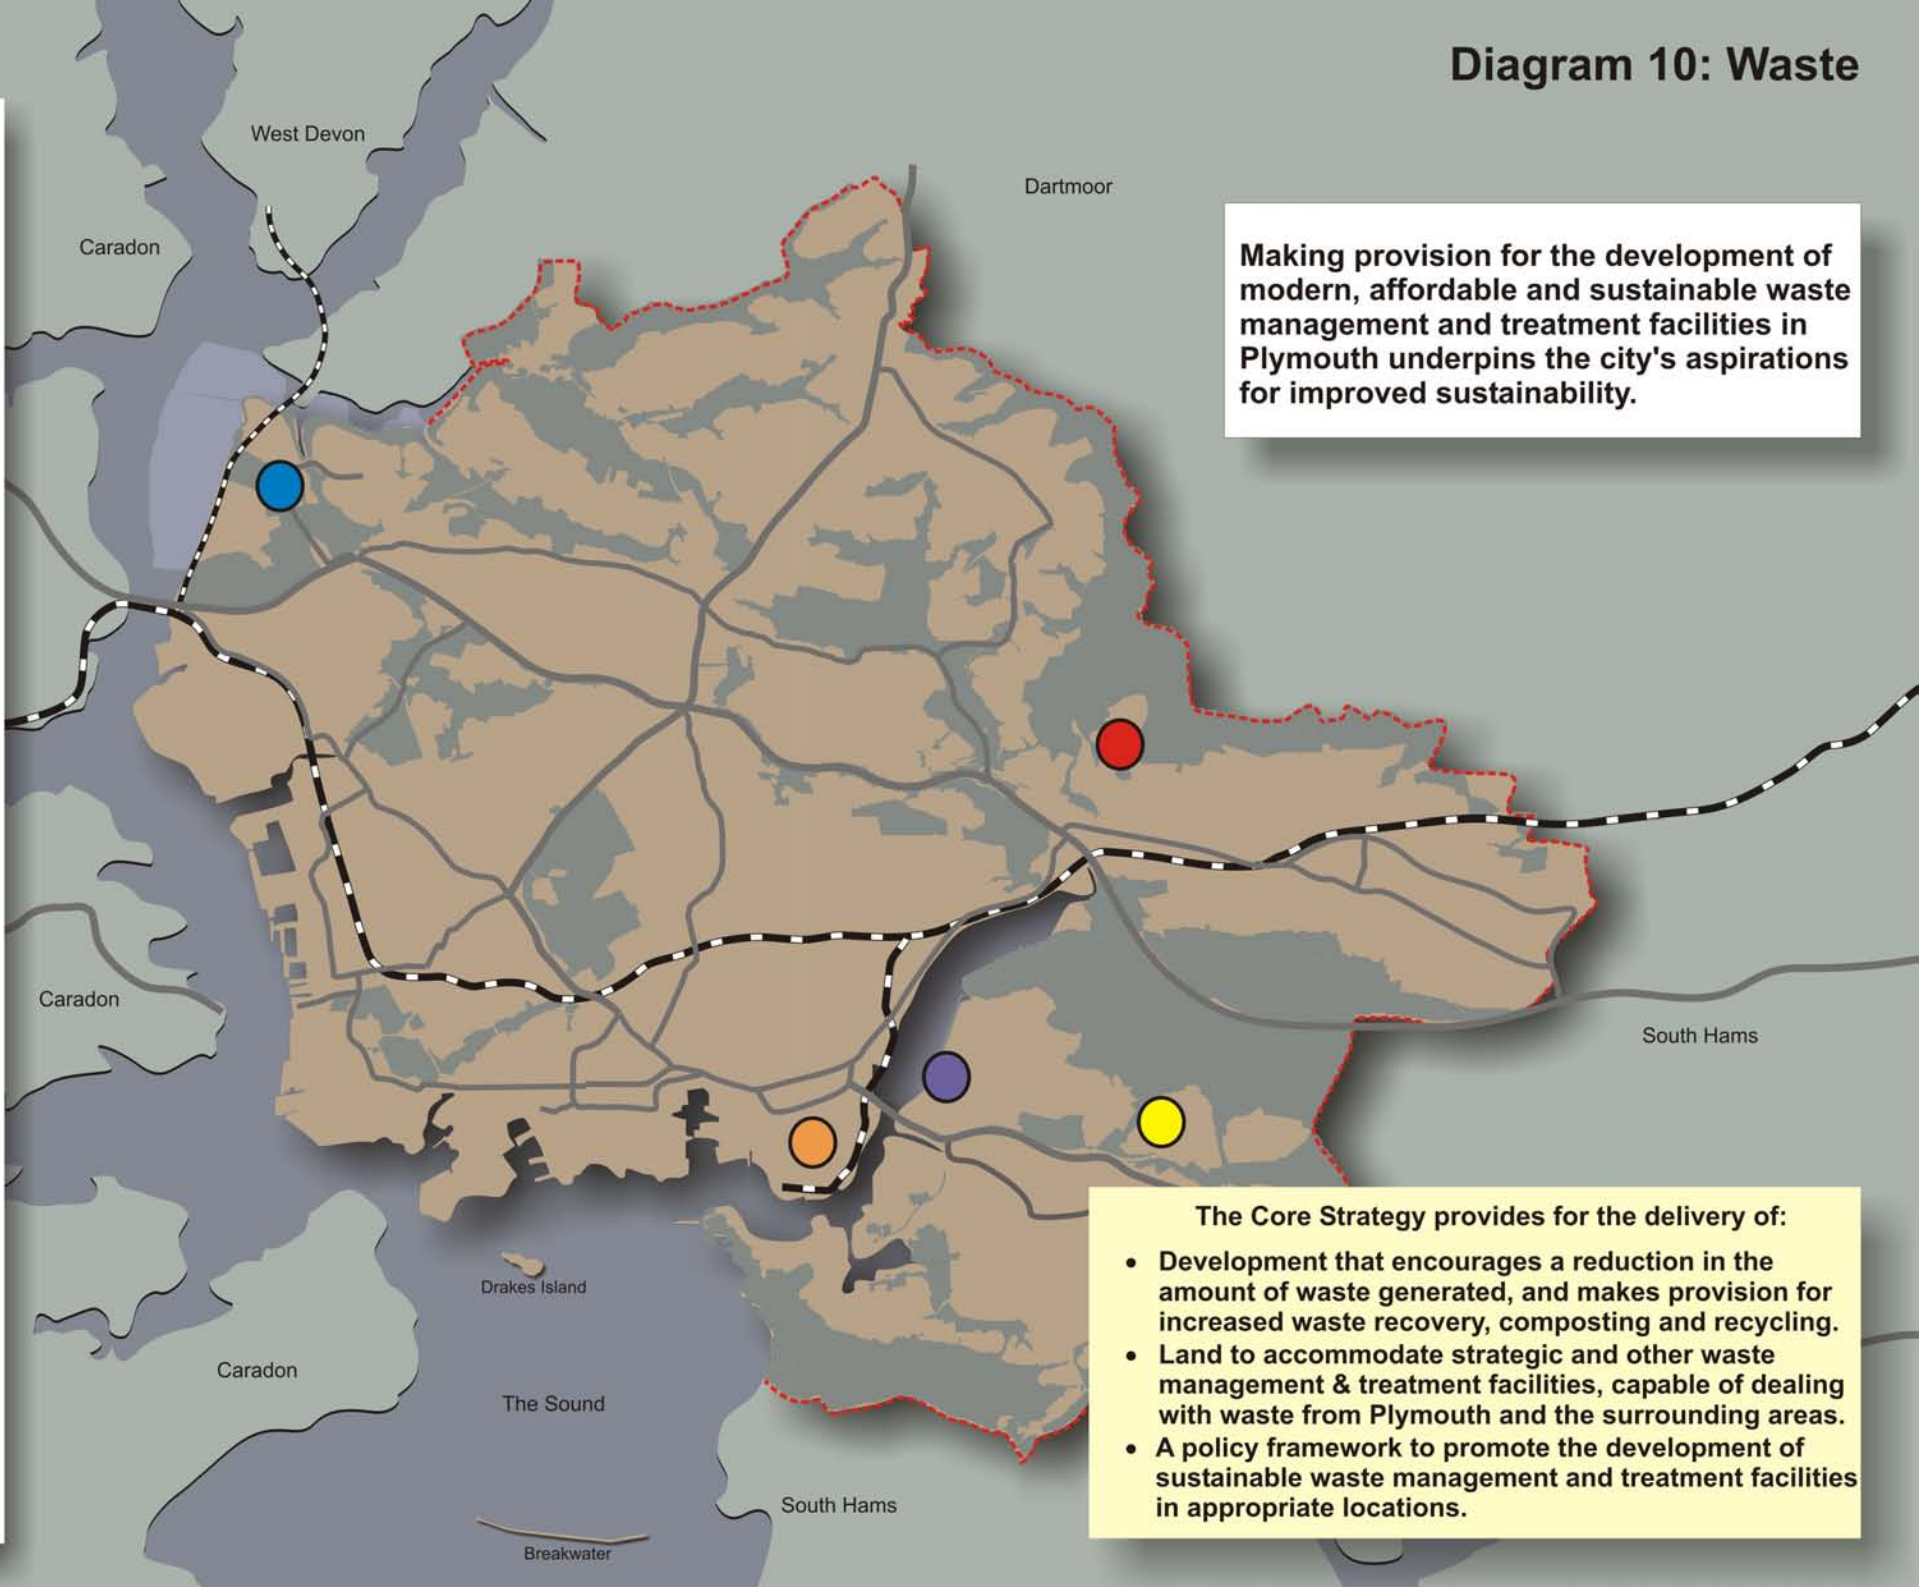 Diagram 10: Waste
West Devon
Dartmoor
Caradon
Making provision for the development of
modern, affordable and sustainable waste
management and treatment facilities in
Plymouth underpins the city's aspirations
for improved sustainability.
Caradon
South Hams
Drakes Island
Caradon
The Sound
South Hams
Breakwater
The Core Strategy provides for the delivery of:
• Development that encourages a reduction in the
amount of waste generated, and makes provision for
increased waste recovery, composting and recycling.
• Land to accommodate strategic and other waste
management & treatment facilities, capable of dealing
with waste from Plymouth and the surrounding areas.
• A policy framework to promote the development of
sustainable waste management and treatment facilities
in appropriate locations.